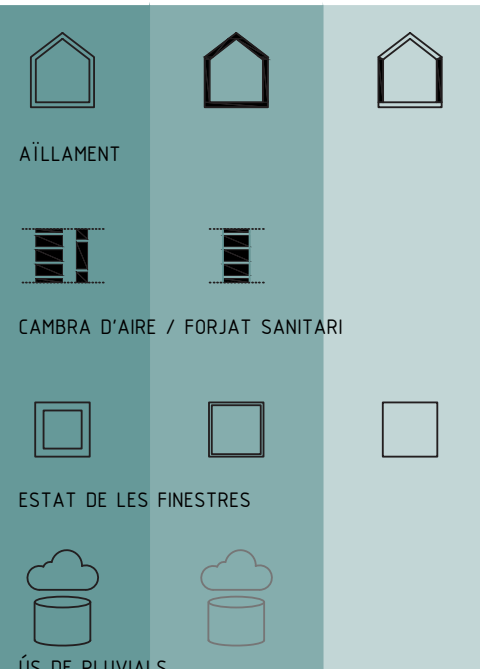 AÏLLAMENT
CAMBRA D'AIRE / FORJAT SANITARI
ESTAT DE LES FINESTRES
ÚS DE PLUVIALS